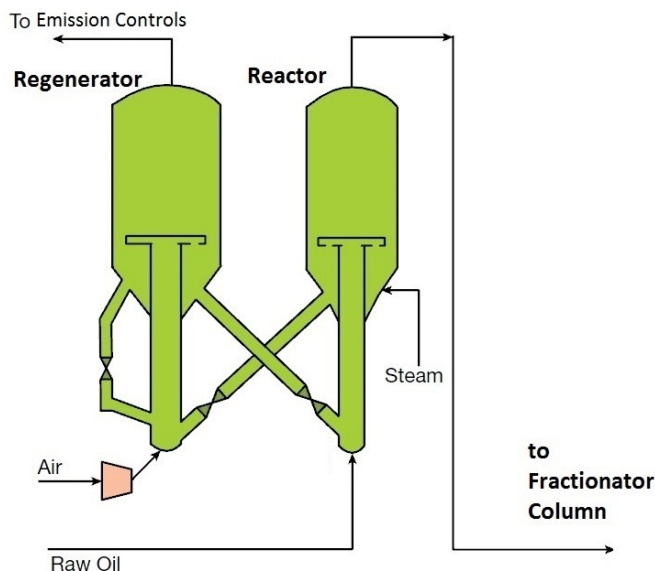 To Emission Controls
Regenerator
Reactor
Steam
Air
to
Fractionator
Column
Raw Oil